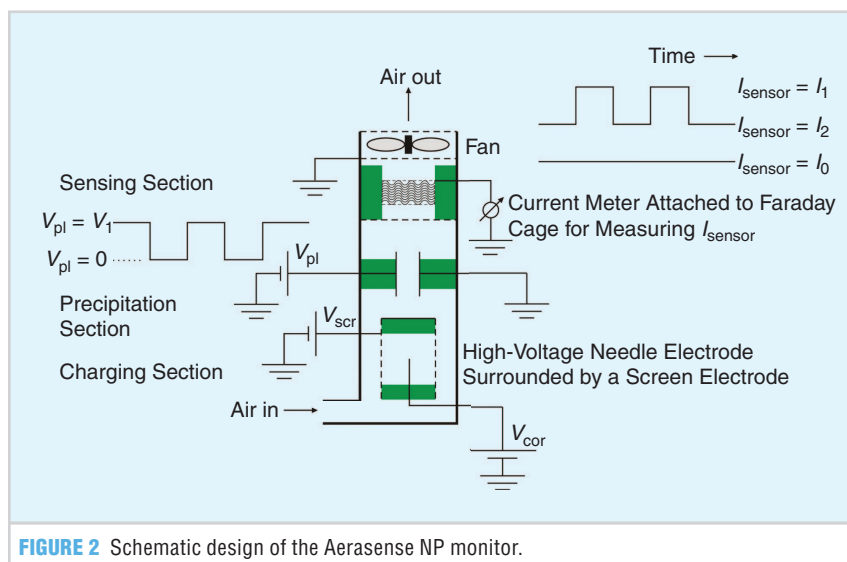 Time
Air out
I_sensor = I_1
I_sensor = I_2
I_sensor = I_0
Fan
Sensing Section
V_pl = V_1
V_pl = 0
V_pl
Current Meter Attached to Faraday
Cage for Measuring I_sensor
Precipitation
Section
V_scr
Charging Section
High-Voltage Needle Electrode
Surrounded by a Screen Electrode
Air in
V_cor
FIGURE 2 Schematic design of the Aerasense NP monitor.